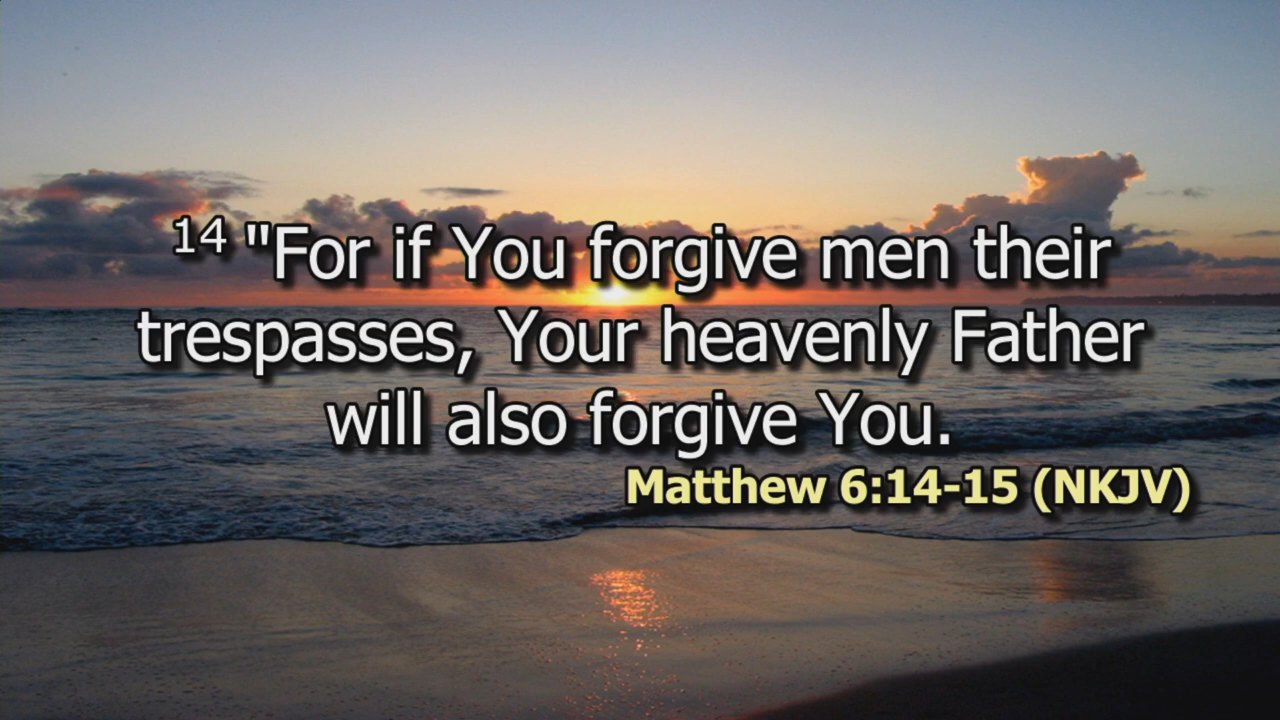 14 "For if You forgive men their
trespasses, Your heavenly Father
will also forgive You.
Matthew 6:14-15 (NKJV)